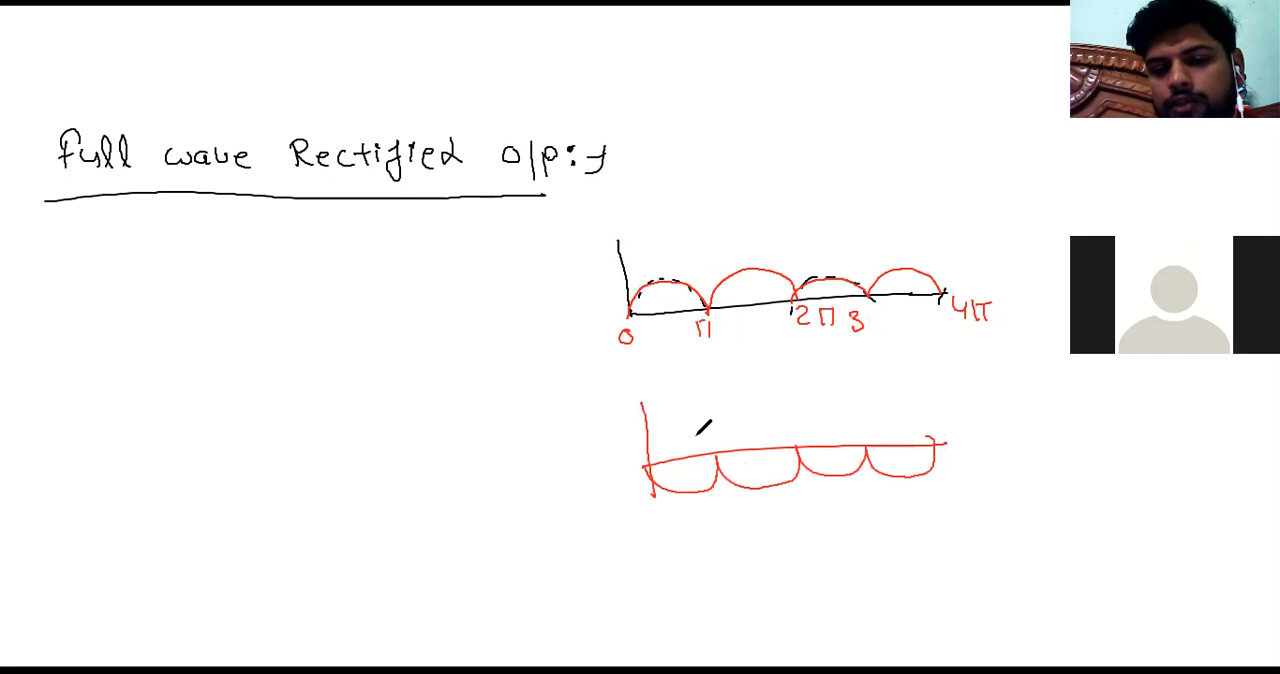 Full wave Rectified O/P:-
0 π 2π 3 4π